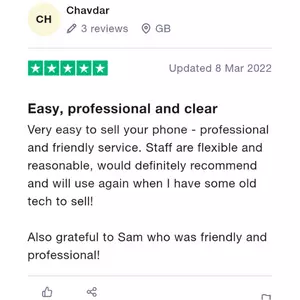 CH
Chavdar
3 reviews
GB
Updated 8 Mar 2022
Easy, professional and clear
Very easy to sell your phone - professional
and friendly service. Staff are flexible and
reasonable, would definitely recommend
and will use again when I have some old
tech to sell!
Also grateful to Sam who was friendly and
professional!